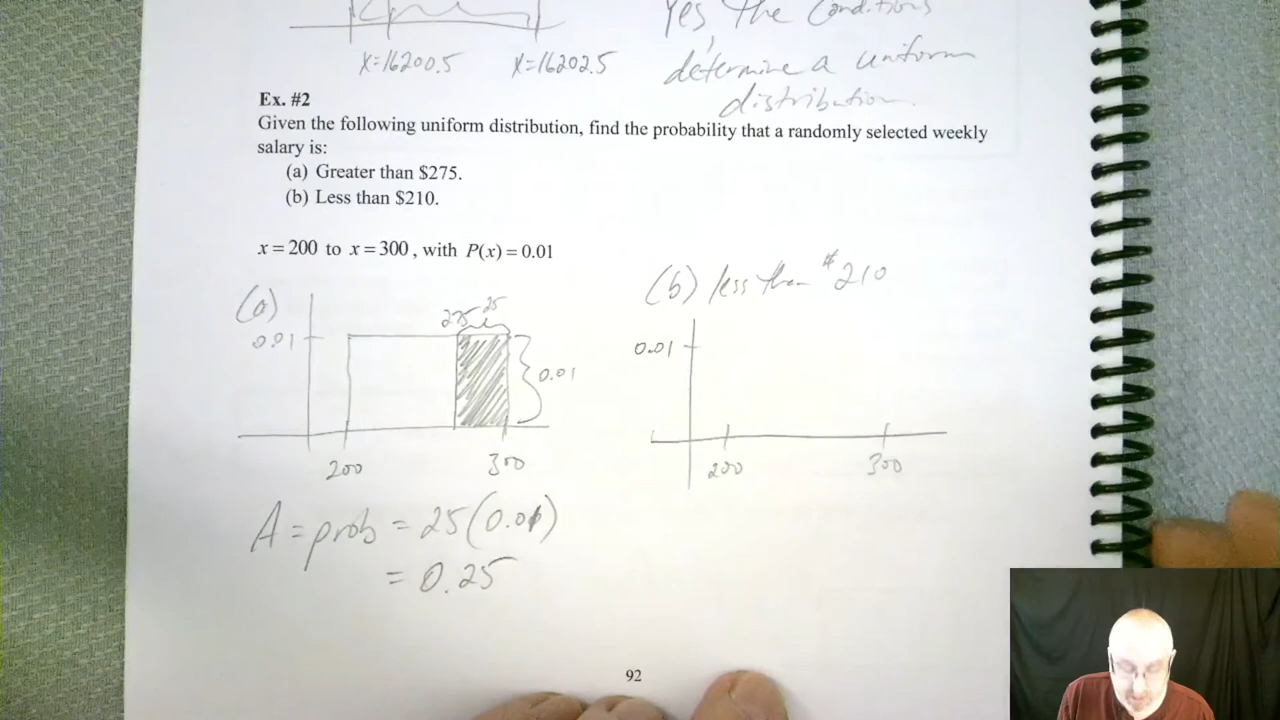 x=16200.5 x=16202.5
Yes, the conditions
determine a uniform
distribution.
Ex. #2
Given the following uniform distribution, find the probability that a randomly selected weekly
salary is:
(a) Greater than $275.
(b) Less than $210.
x = 200 to x = 300, with P(x) = 0.01
(a)
275 25
0.01
0.01
200 300
A = prob = 25(0.01)
= 0.25
(b) less than $210
0.01
200 300
92